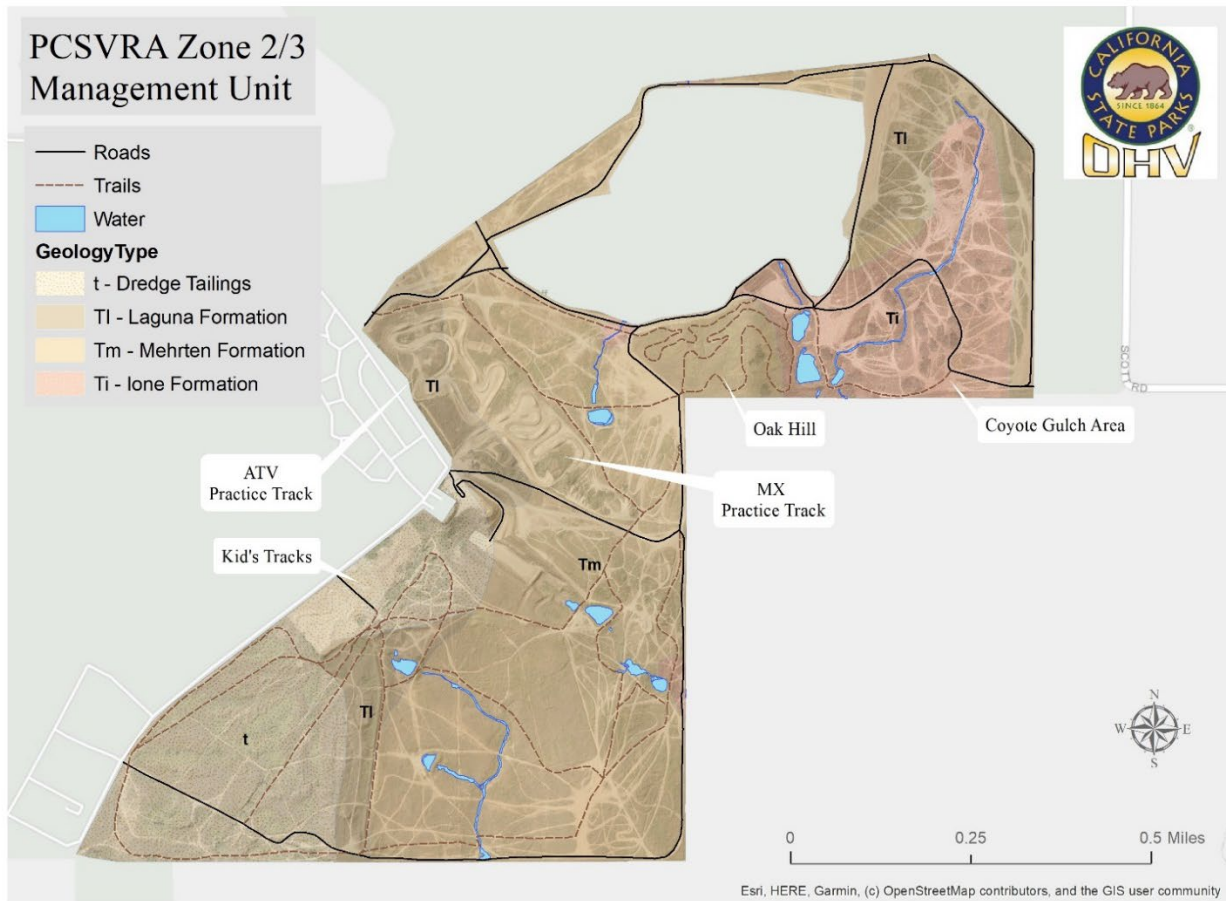 PCSVRA Zone 2/3
Management Unit
Roads
Trails
Water
GeologyType
t - Dredge Tailings
Tl - Laguna Formation
Tm - Mehrten Formation
Ti - Ione Formation
CALIFORNIA
STATE PARKS
SINCE 1864
OHV
®
Tl
Ti
SCOTT RD
Tl
Oak Hill
Coyote Gulch Area
ATV
Practice Track
MX
Practice Track
Kid's Tracks
Tm
Tl
t
N
W
E
S
0
0.25
0.5 Miles
Esri, HERE, Garmin, (c) OpenStreetMap contributors, and the GIS user community